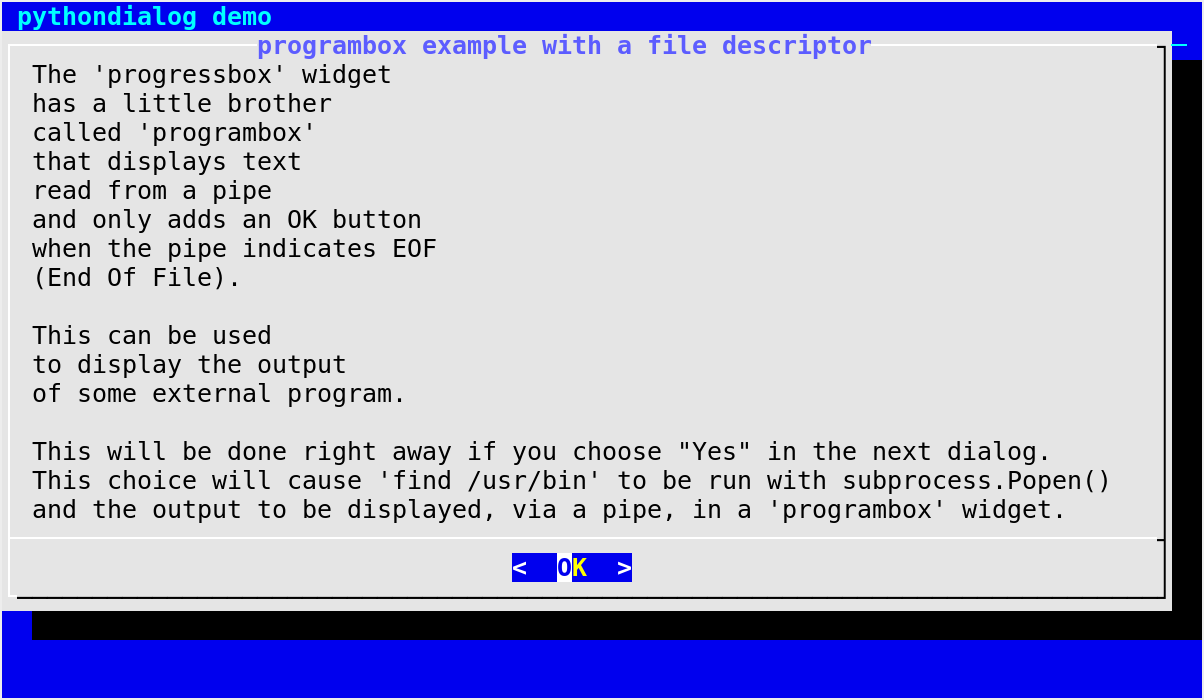 pythondialog demo
programbox example with a file descriptor
The 'progressbox' widget
has a little brother
called 'programbox'
that displays text
read from a pipe
and only adds an OK button
when the pipe indicates EOF
(End Of File).

This can be used
to display the output
of some external program.

This will be done right away if you choose "Yes" in the next dialog.
This choice will cause 'find /usr/bin' to be run with subprocess.Popen()
and the output to be displayed, via a pipe, in a 'programbox' widget.
<  OK  >